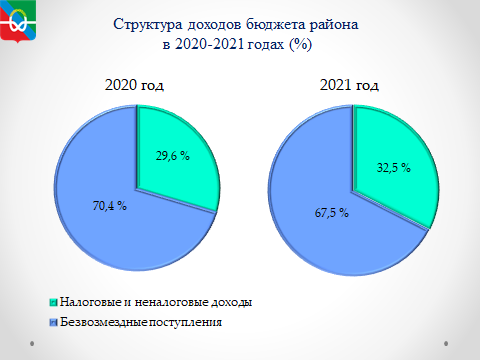 Структура доходов бюджета района
в 2020-2021 годах (%)
2020 год
2021 год
29,6 %
70,4 %
32,5 %
67,5 %
Налоговые и неналоговые доходы
Безвозмездные поступления